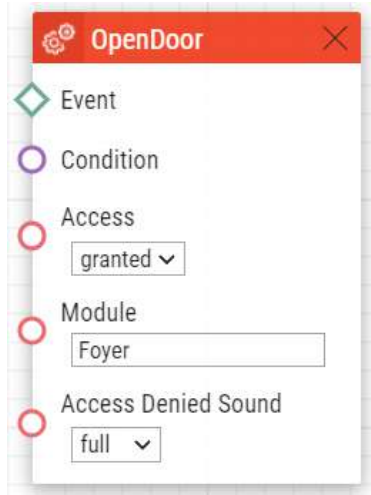 OpenDoor
Event
Condition
Access
granted
Module
Foyer
Access Denied Sound
full